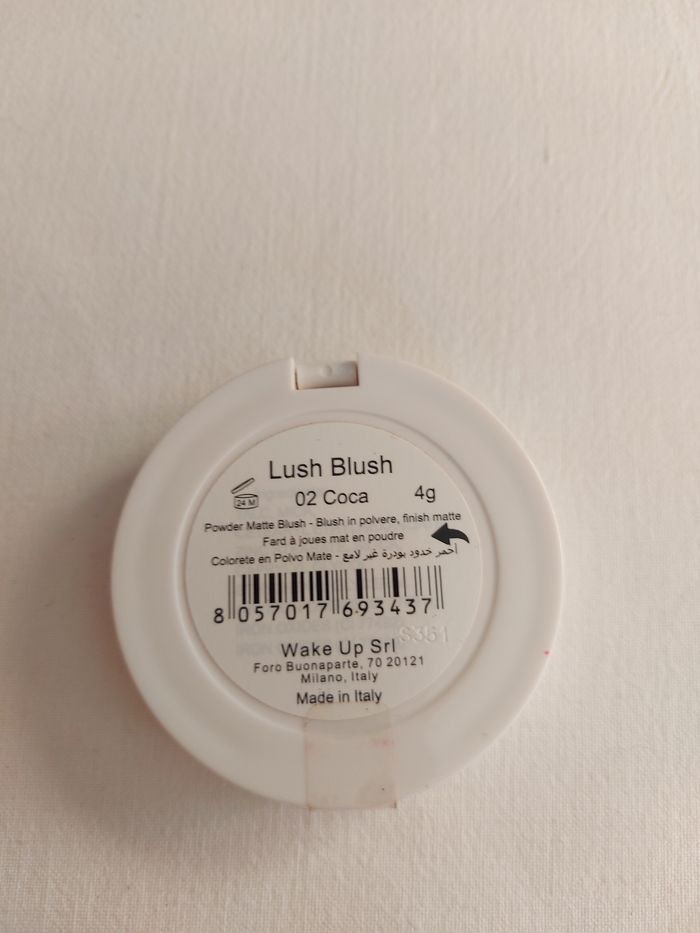 Lush Blush
24 M
02 Coca 4g
Powder Matte Blush - Blush in polvere, finish matte
Fard à joues mat en poudre
Colorete en Polvo Mate - أحمر خدود بودرة غير لامع
8 057017 693437
S361
Wake Up Srl
Foro Buonaparte, 70 20121
Milano, Italy
Made in Italy